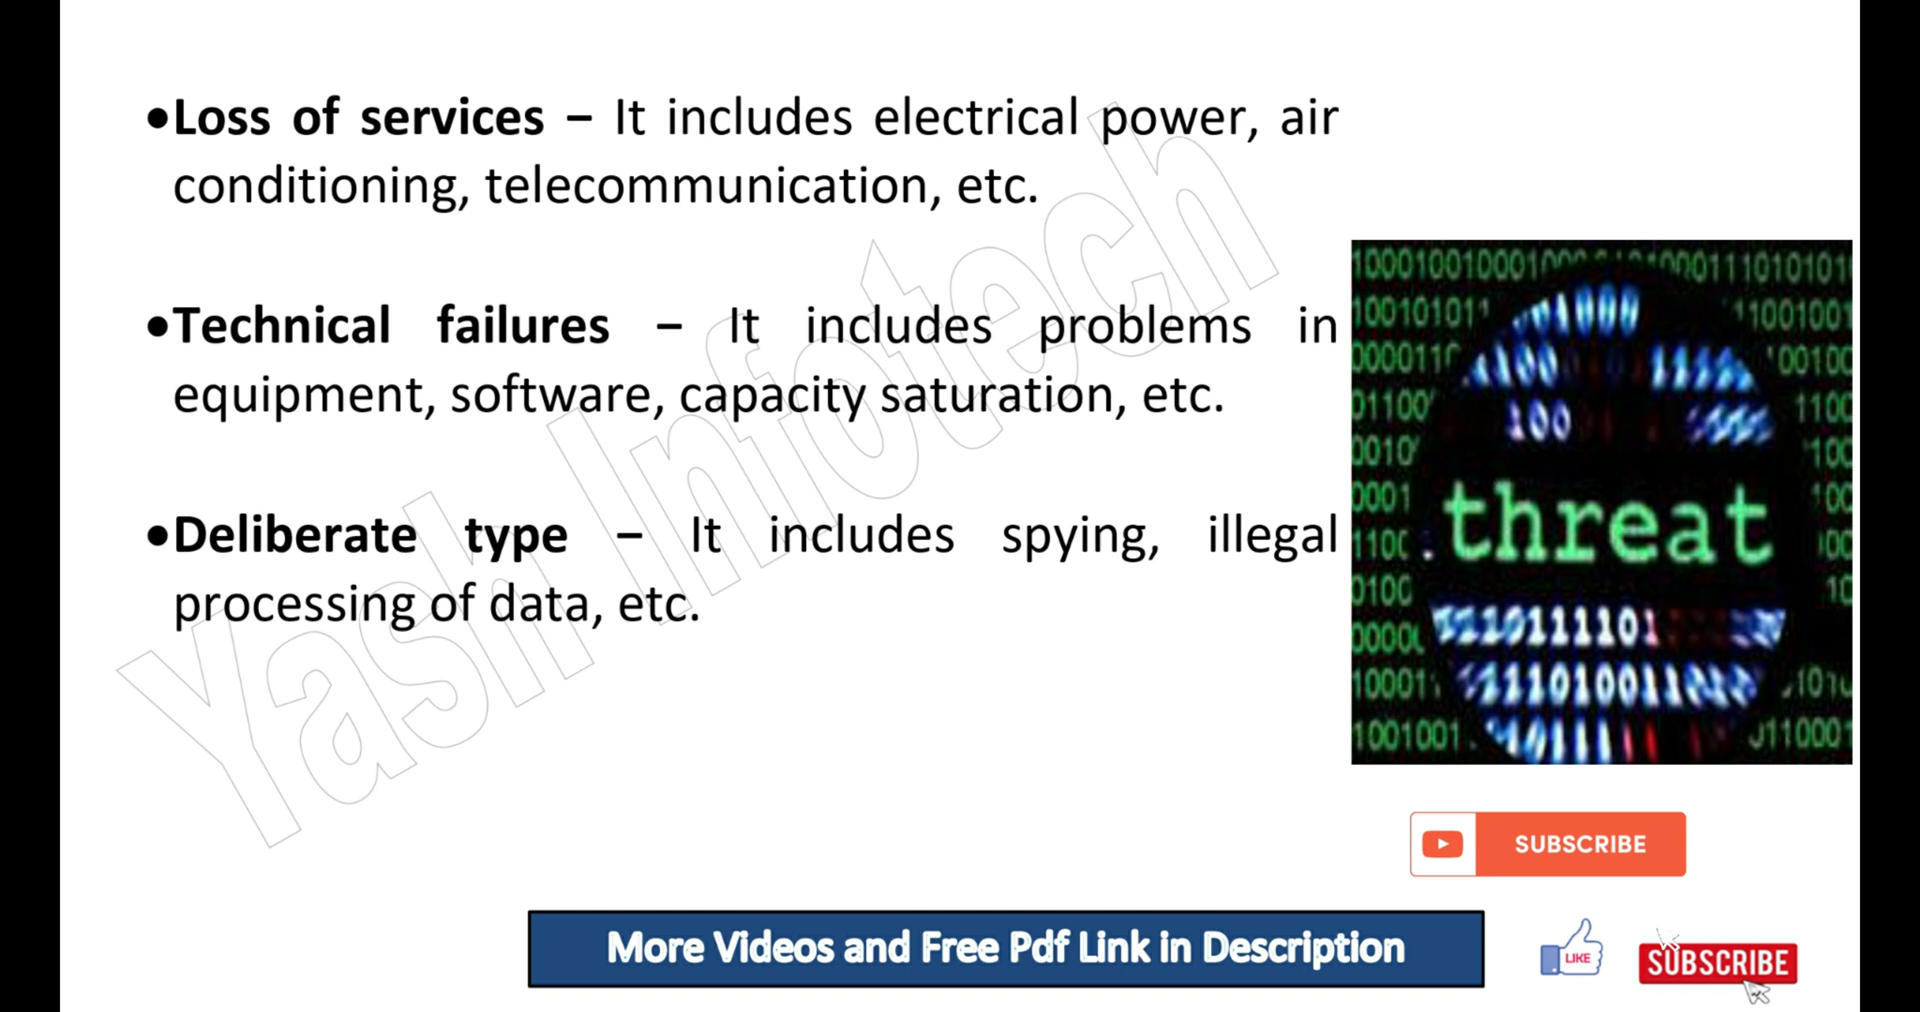 •Loss of services – It includes electrical power, air
conditioning, telecommunication, etc.
•Technical failures – It includes problems in
equipment, software, capacity saturation, etc.
•Deliberate type – It includes spying, illegal
processing of data, etc.
Yash Infotech
threat
SUBSCRIBE
More Videos and Free Pdf Link in Description
LIKE
SUBSCRIBE